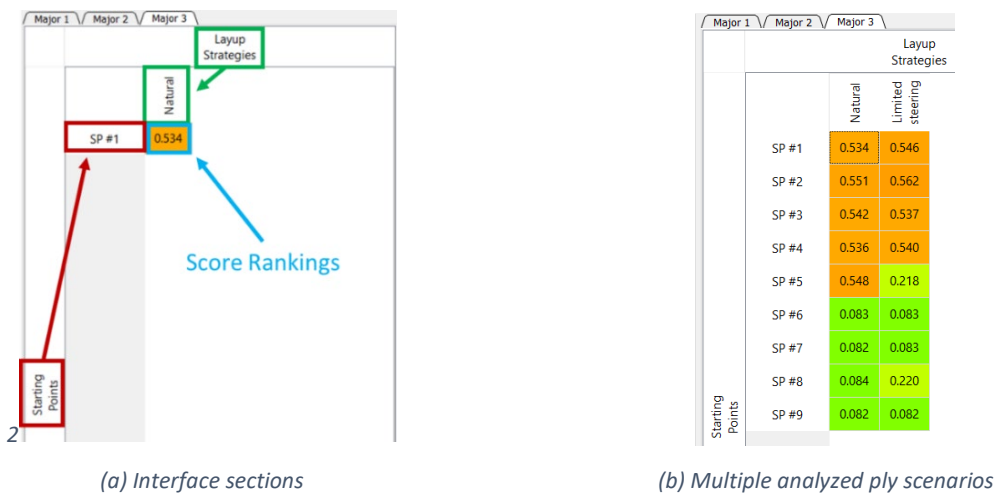 Major 1 Major 2 Major 3
Layup
Strategies
Natural
SP #1 0.534
Score Rankings
Starting
Points
2
(a) Interface sections
Major 1 Major 2 Major 3
Layup
Strategies
Natural
Limited
steering
SP #1 0.534 0.546
SP #2 0.551 0.562
SP #3 0.542 0.537
SP #4 0.536 0.540
SP #5 0.548 0.218
SP #6 0.083 0.083
SP #7 0.082 0.083
SP #8 0.084 0.220
SP #9 0.082 0.082
Starting
Points
(b) Multiple analyzed ply scenarios